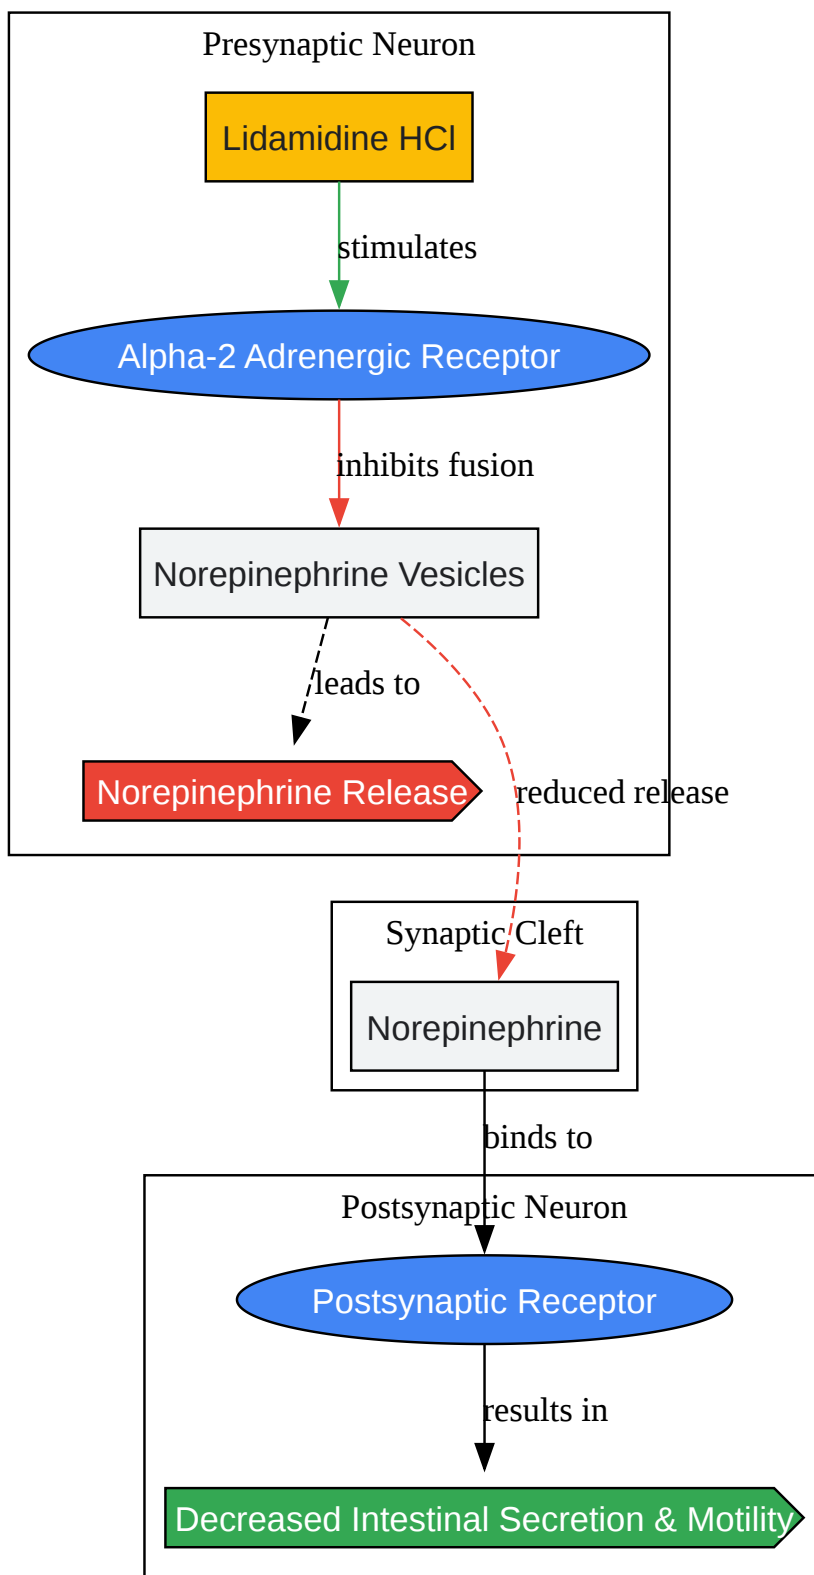 Presynaptic Neuron
Lidamidine HCl
stimulates
Alpha-2 Adrenergic Receptor
inhibits fusion
Norepinephrine Vesicles
leads to
Norepinephrine Release
reduced release
Synaptic Cleft
Norepinephrine
binds to
Postsynaptic Neuron
Postsynaptic Receptor
results in
Decreased Intestinal Secretion & Motility